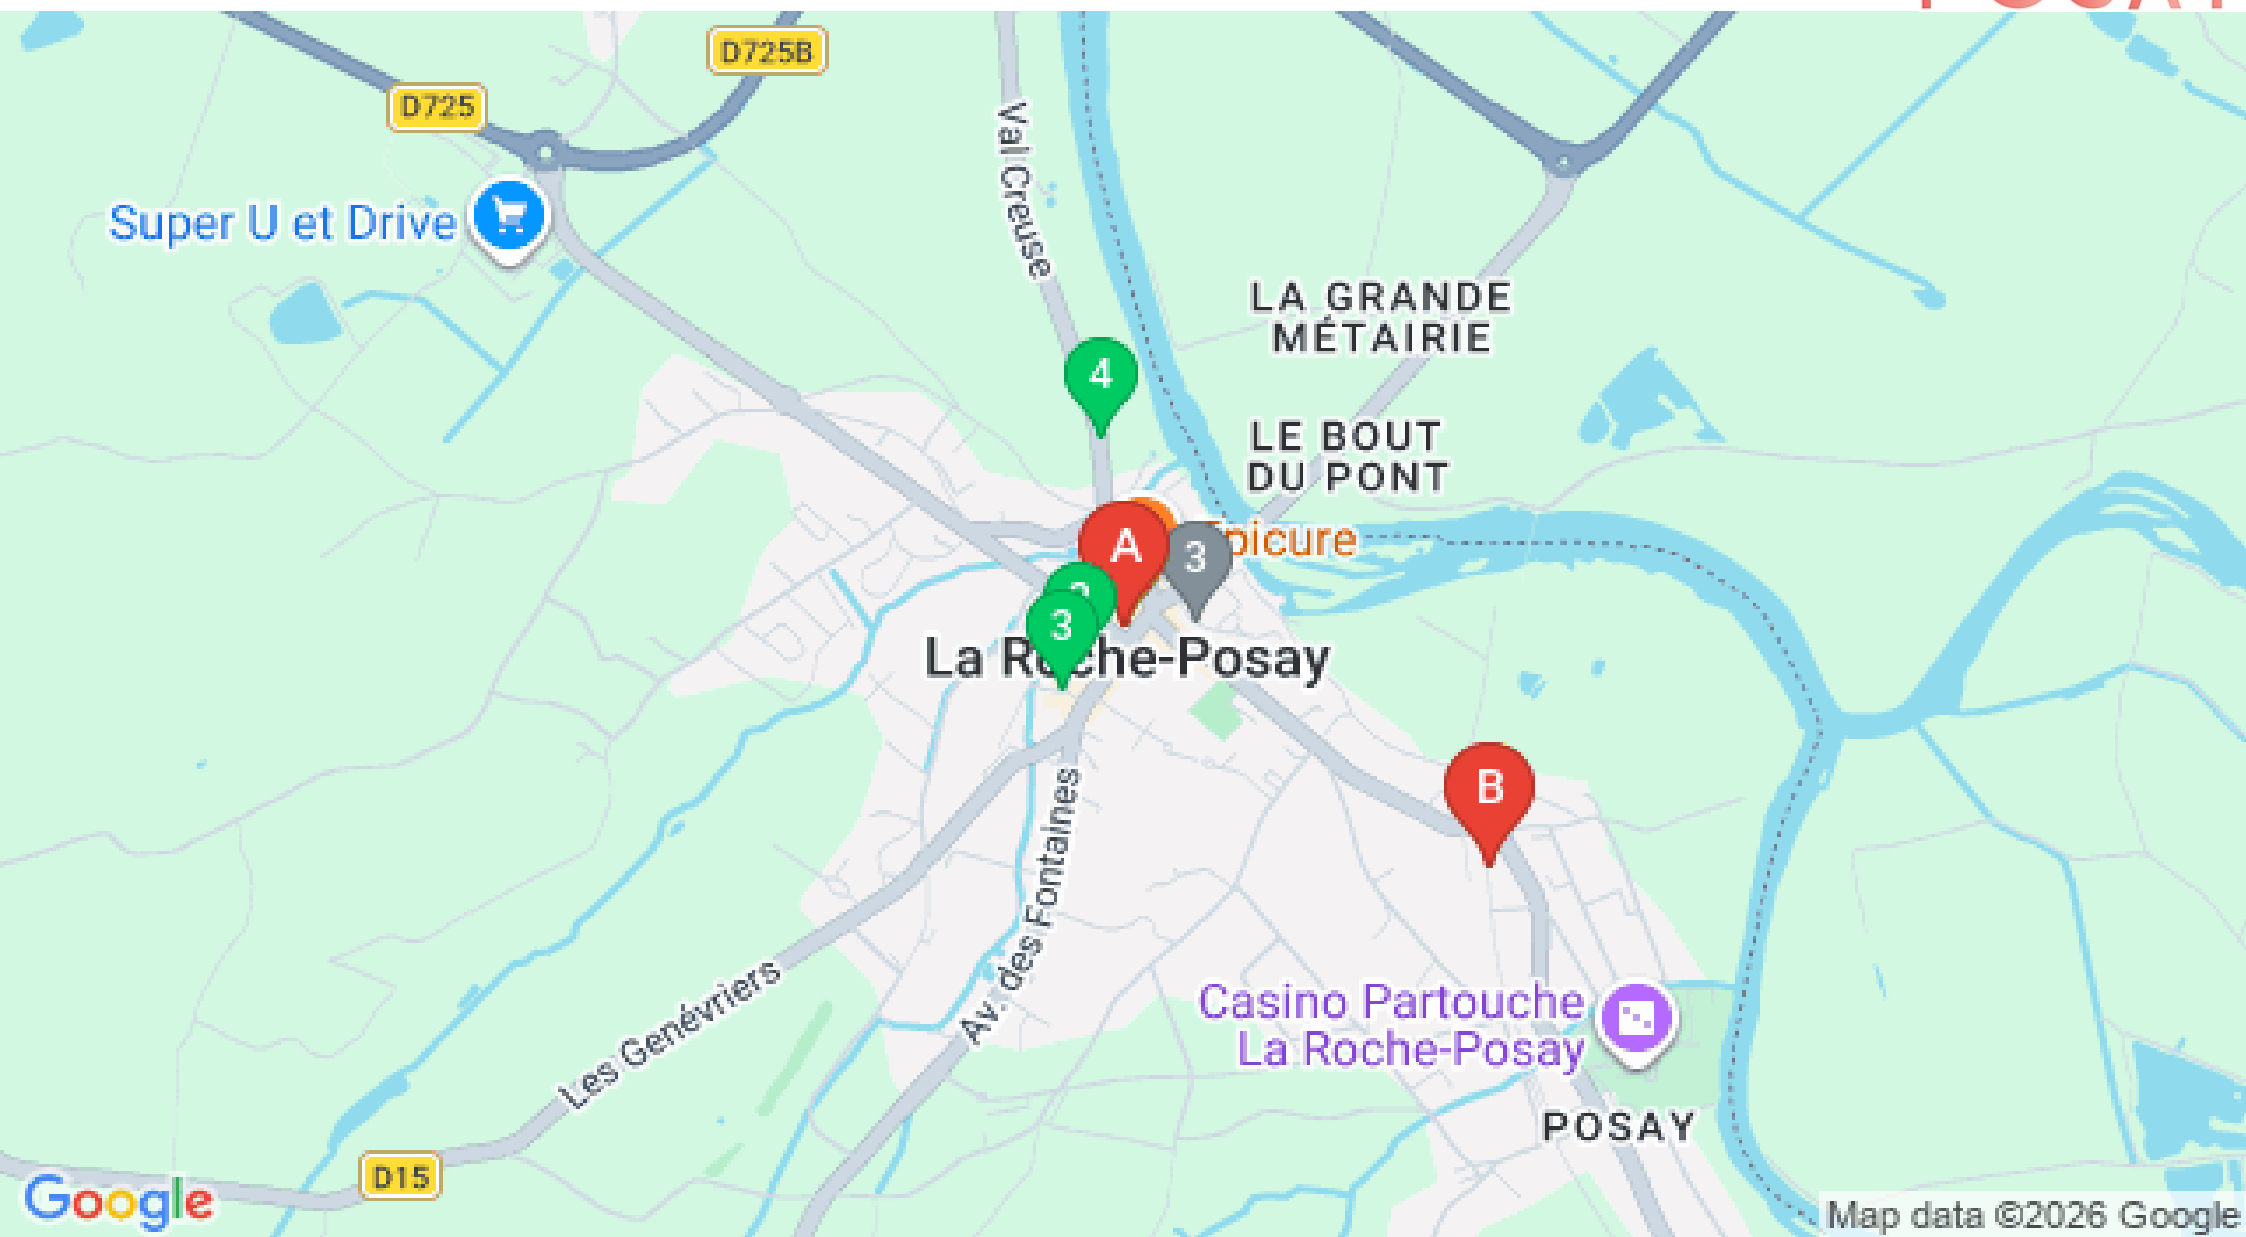 D725B
D725
Val Creuse
Super U et Drive
LA GRANDE
MÉTAIRIE
4
LE BOUT
DU PONT
A
3
picure
3
La Roche-Posay
B
Av. des Fontaines
Les Genévriers
Casino Partouche
La Roche-Posay
POSAY
D15
Google
Map data ©2026 Google